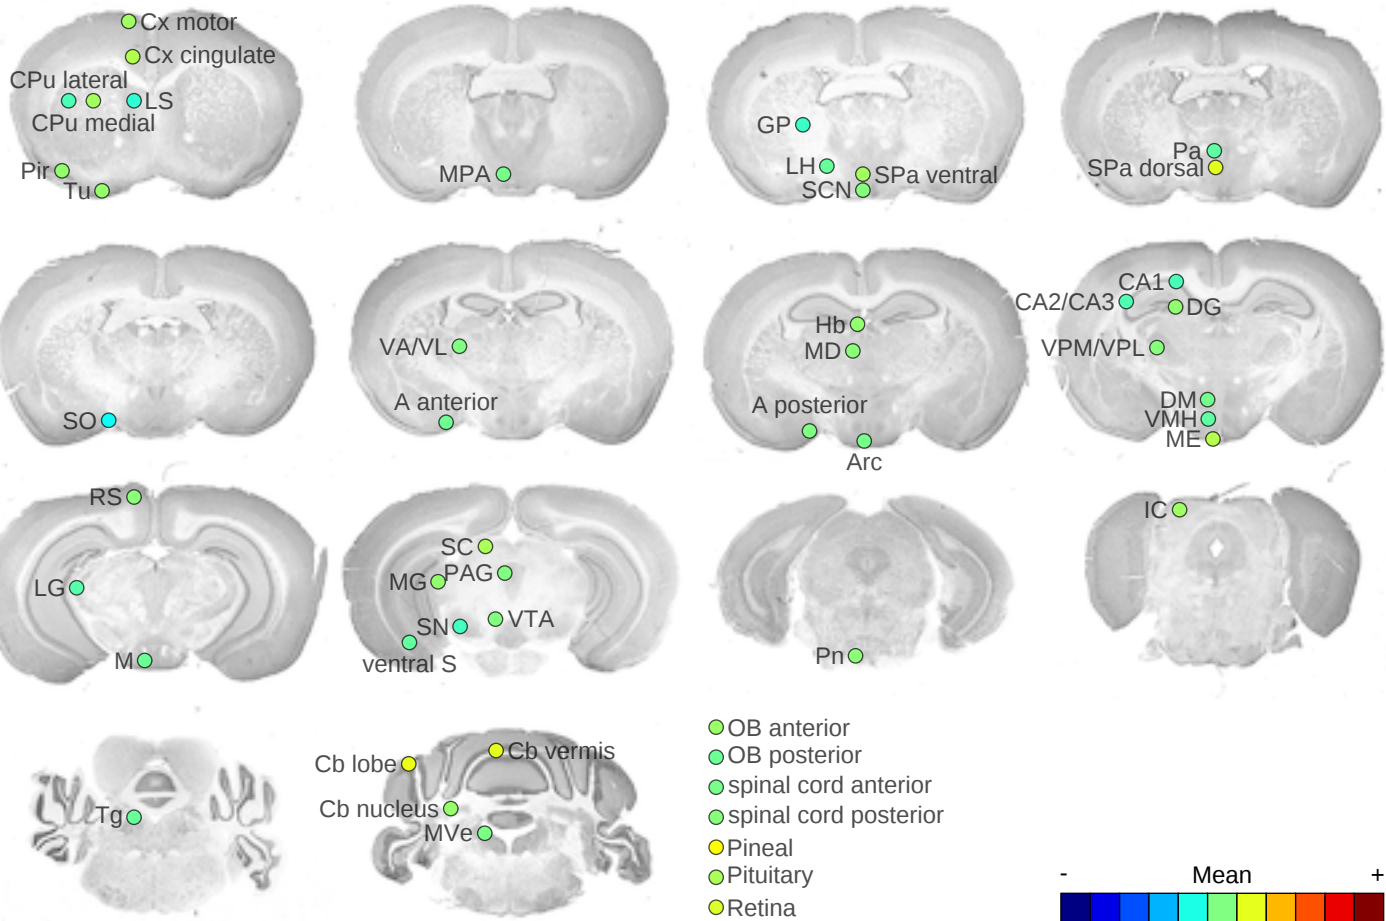 Cx motor
Cx cingulate
CPu lateral
LS
CPu medial
Pir
Tu
MPA
GP
LH
SPa ventral
SCN
Pa
SPa dorsal
SO
VA/VL
A anterior
Hb
MD
A posterior
Arc
CA1
CA2/CA3
DG
VPM/VPL
DM
VMH
ME
RS
LG
M
SC
MG
PAG
SN
VTA
ventral S
Pn
IC
Tg
Cb lobe
Cb vermis
Cb nucleus
MVe
OB anterior
OB posterior
spinal cord anterior
spinal cord posterior
Pineal
Pituitary
Retina
- Mean +